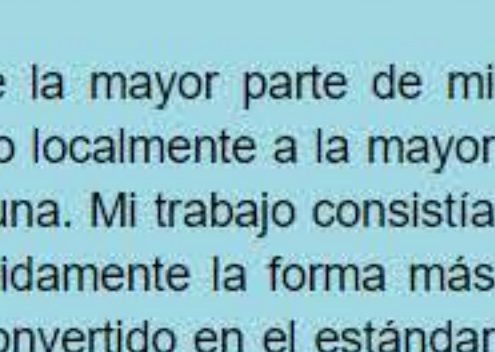 e la mayor parte de mi
o localmente a la mayor
una. Mi trabajo consistía
idamente la forma más
onvertido en el estándar